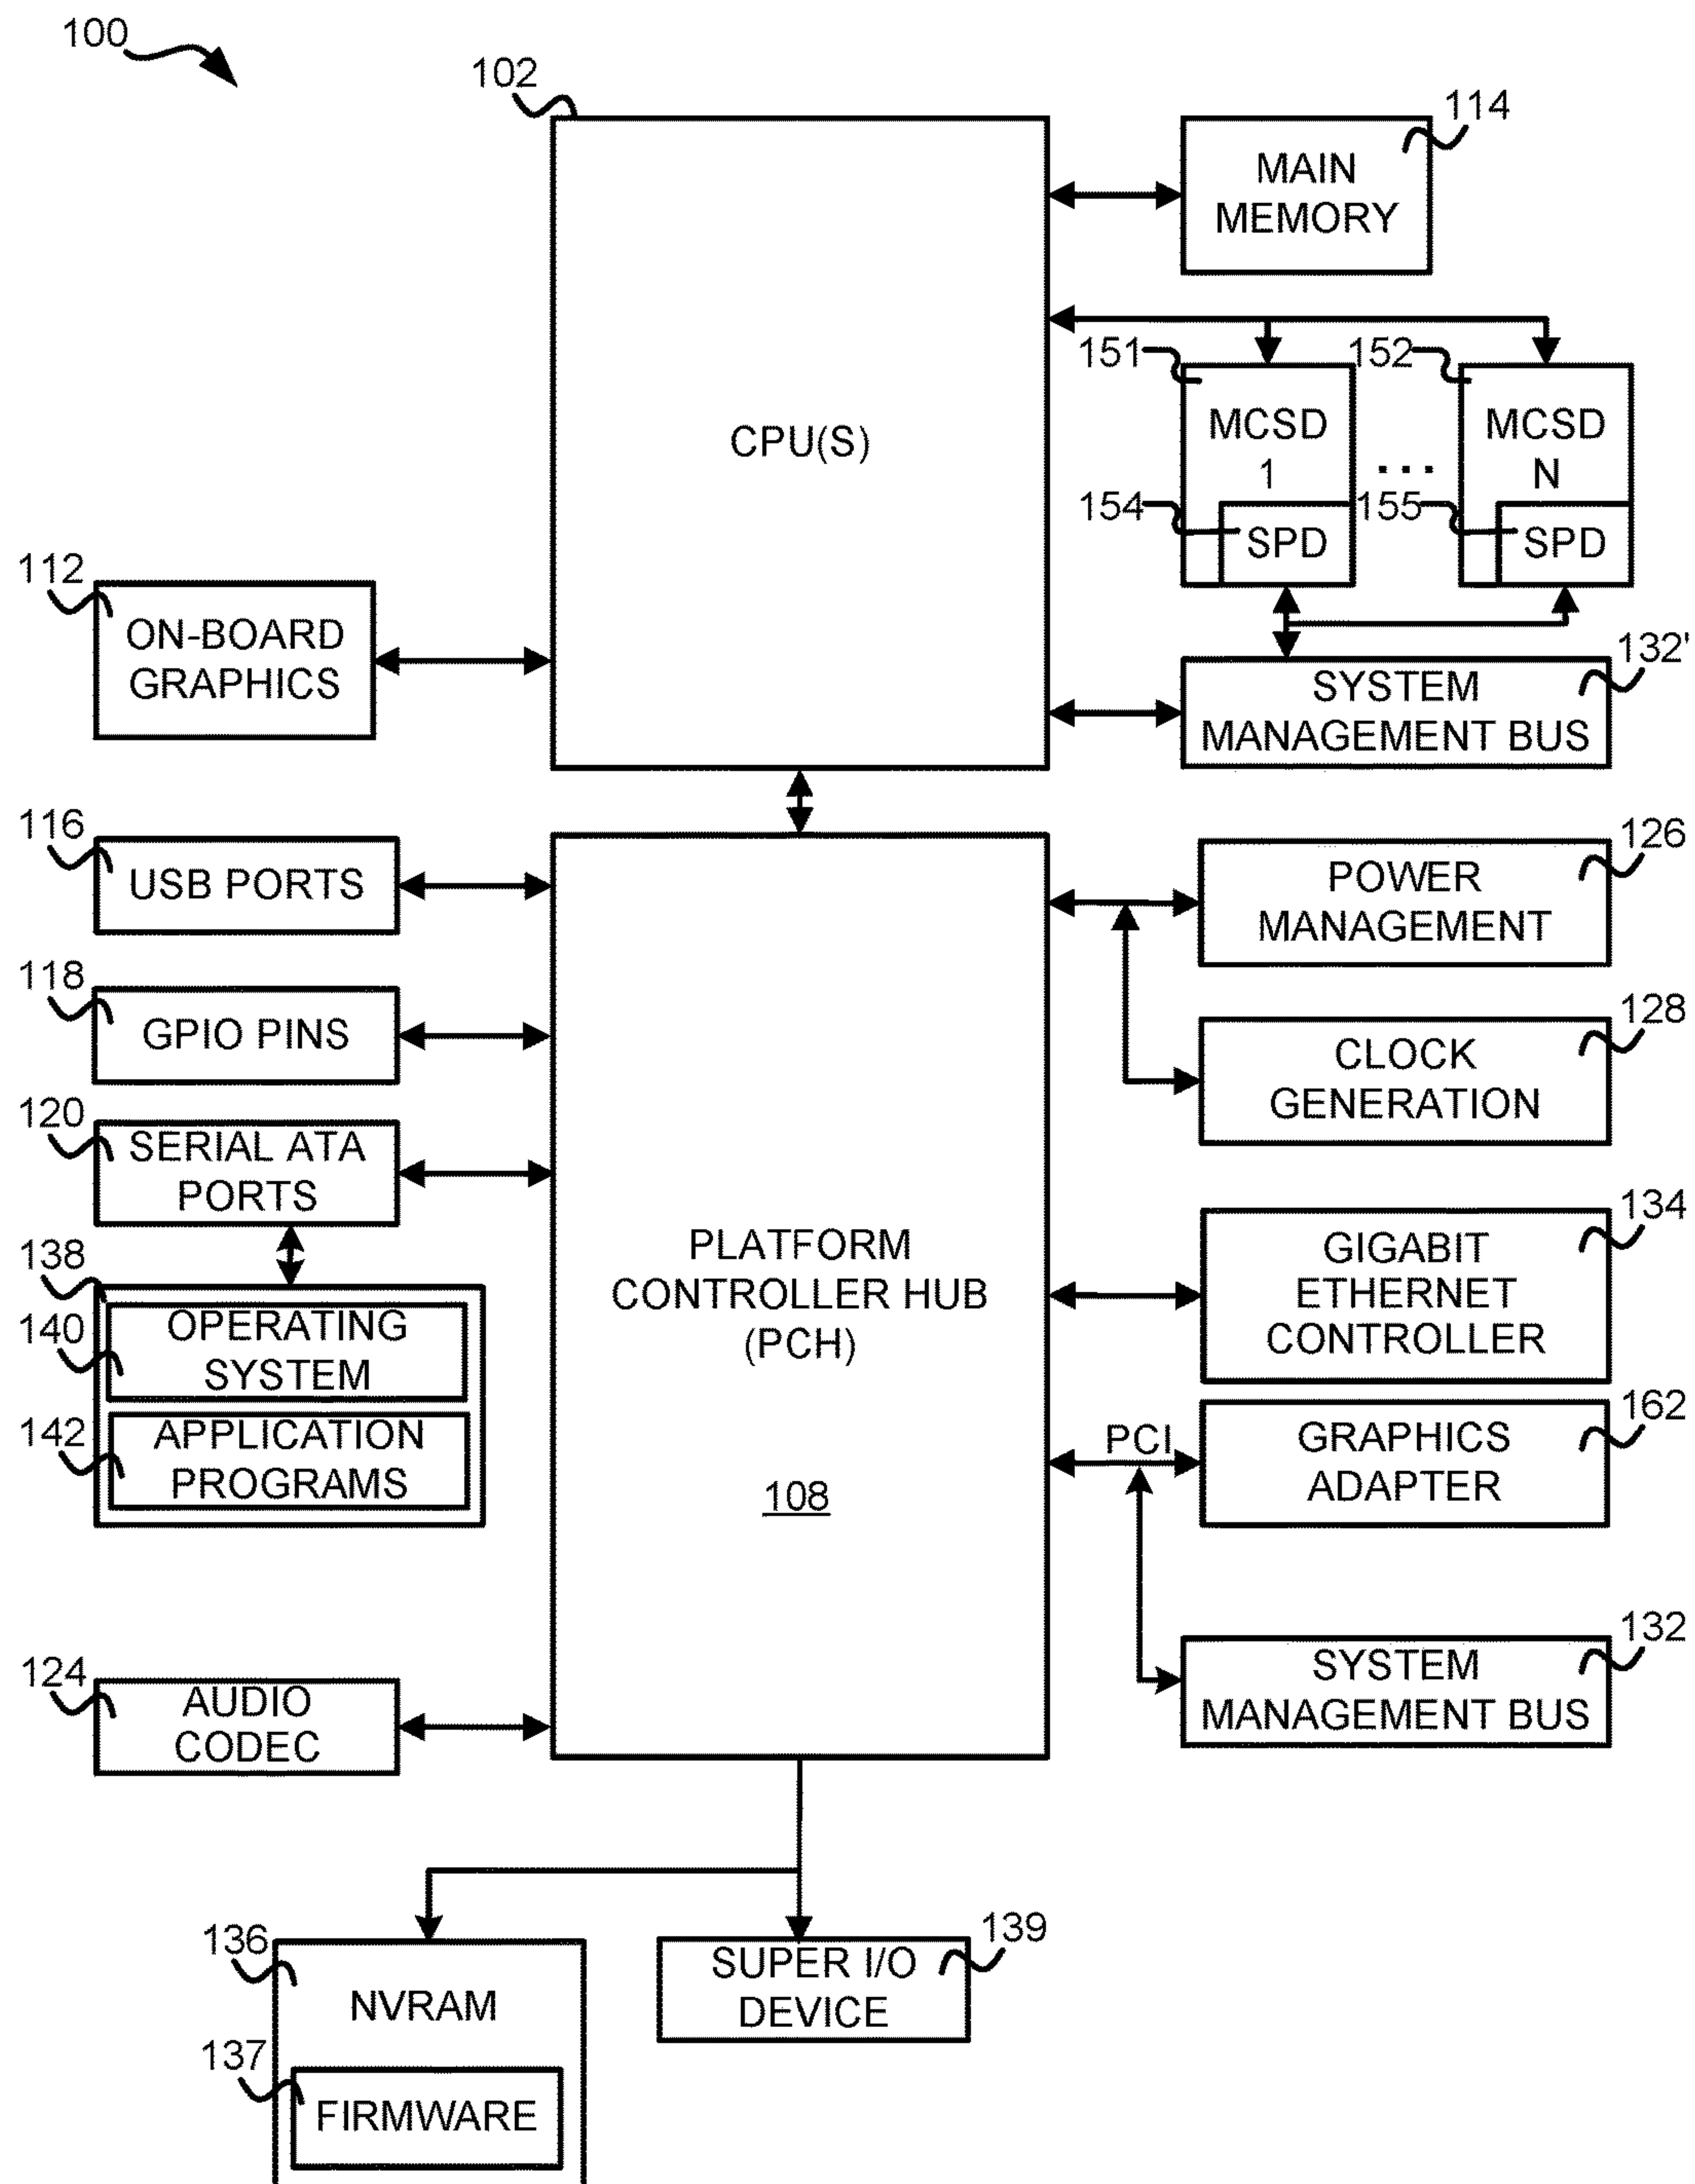 100
102
CPU(S)
114
MAIN
MEMORY
151
MCSD
1
154
SPD
...
152
MCSD
N
155
SPD
112
ON-BOARD
GRAPHICS
132'
SYSTEM
MANAGEMENT BUS
116
USB PORTS
118
GPIO PINS
120
SERIAL ATA
PORTS
138
140
OPERATING
SYSTEM
142
APPLICATION
PROGRAMS
124
AUDIO
CODEC
PLATFORM
CONTROLLER HUB
(PCH)
108
126
POWER
MANAGEMENT
128
CLOCK
GENERATION
134
GIGABIT
ETHERNET
CONTROLLER
PCI
162
GRAPHICS
ADAPTER
132
SYSTEM
MANAGEMENT BUS
136
NVRAM
137
FIRMWARE
139
SUPER I/O
DEVICE